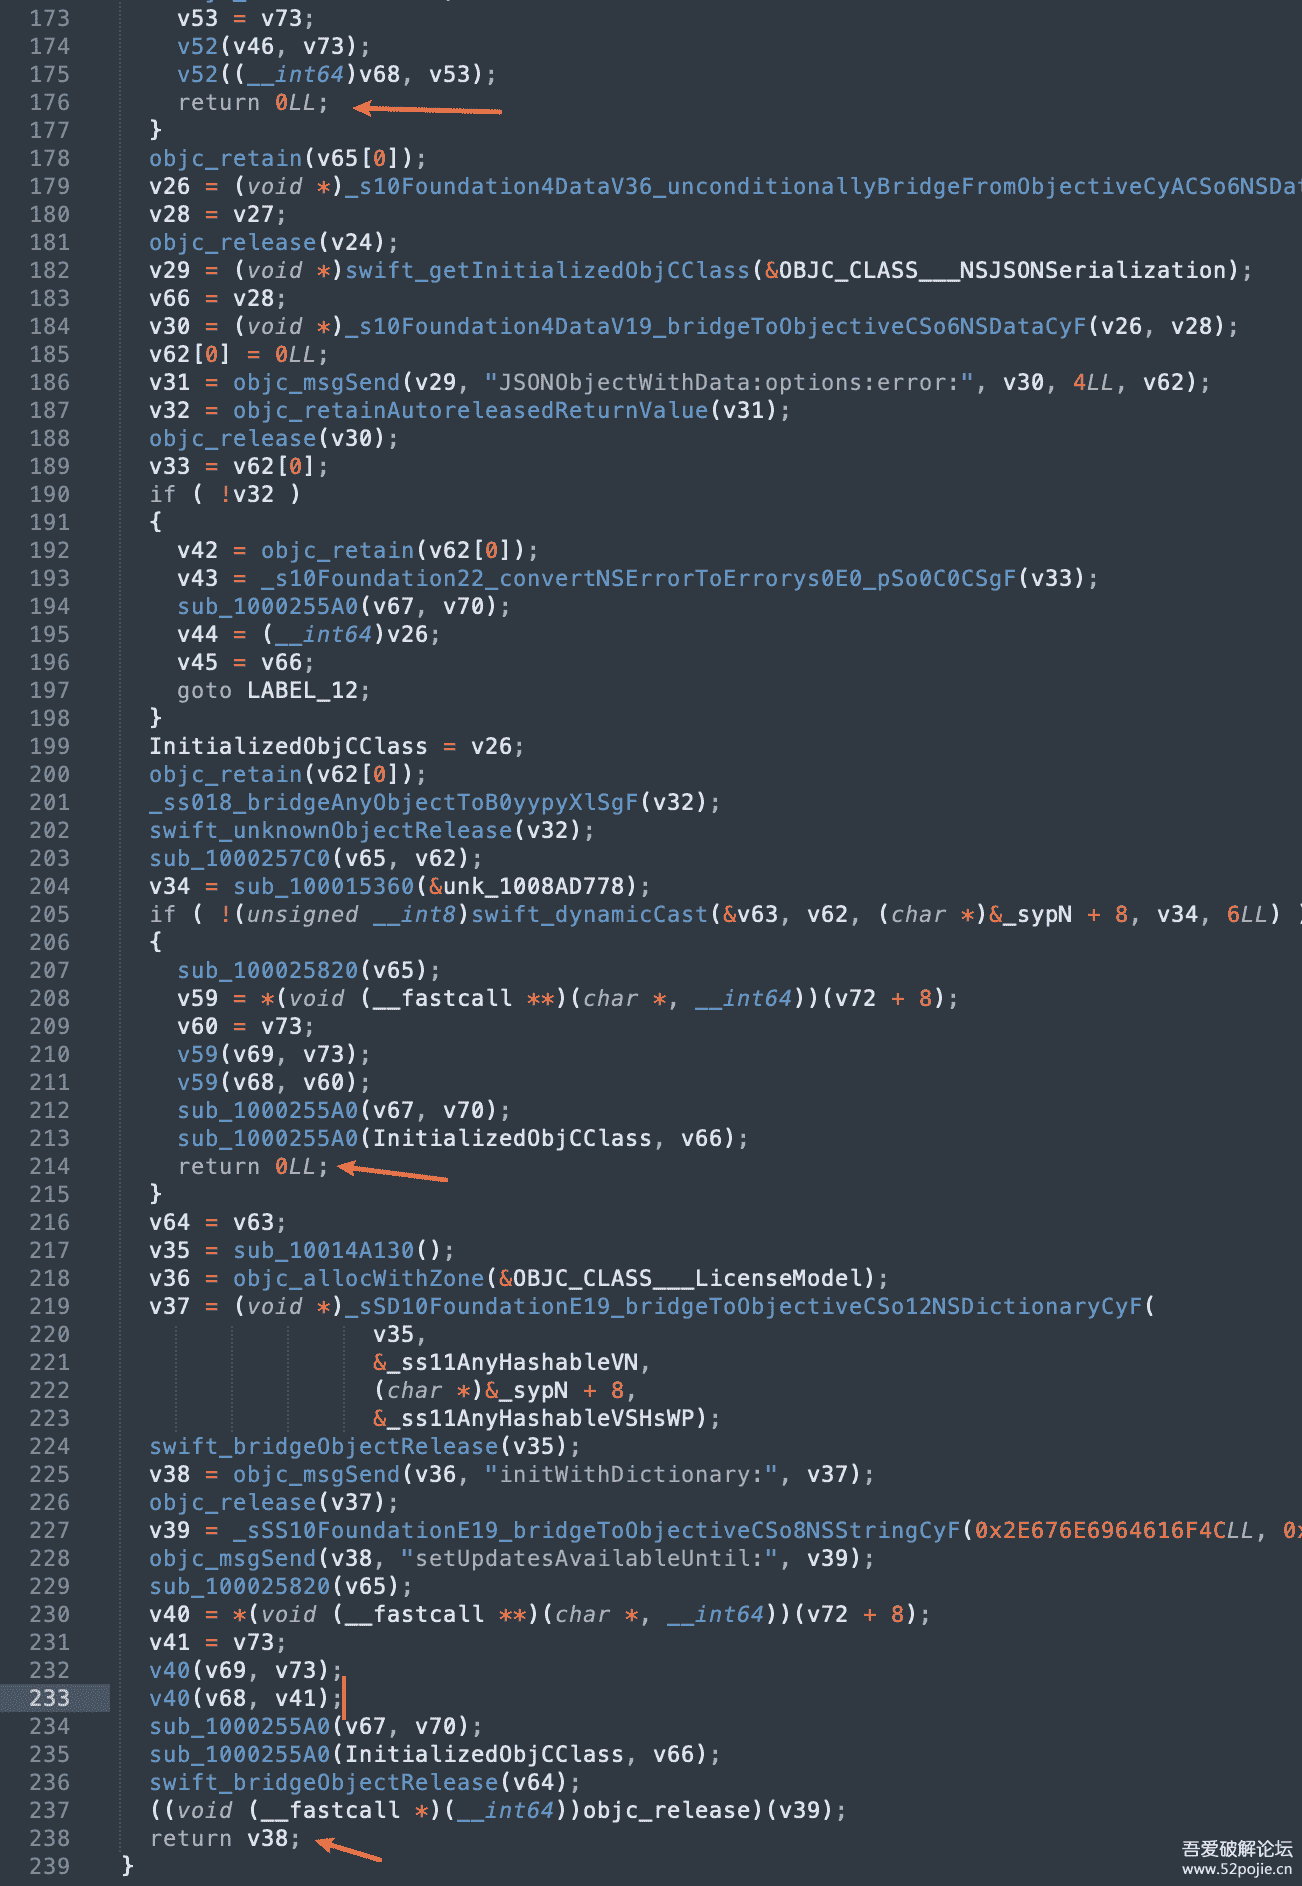 173 v53 = v73;
174 v52(v46, v73);
175 v52((__int64)v68, v53);
176 return 0LL;
177 }
178 objc_retain(v65[0]);
179 v26 = (void *)_s10Foundation4DataV36_unconditionallyBridgeFromObjectiveCyACSo6NSDat
180 v28 = v27;
181 objc_release(v24);
182 v29 = (void *)swift_getInitializedObjCClass(&OBJC_CLASS___NSJSONSerialization);
183 v66 = v28;
184 v30 = (void *)_s10Foundation4DataV19_bridgeToObjectiveCSo6NSDataCyF(v26, v28);
185 v62[0] = 0LL;
186 v31 = objc_msgSend(v29, "JSONObjectWithData:options:error:", v30, 4LL, v62);
187 v32 = objc_retainAutoreleasedReturnValue(v31);
188 objc_release(v30);
189 v33 = v62[0];
190 if ( !v32 )
191 {
192 v42 = objc_retain(v62[0]);
193 v43 = _s10Foundation22_convertNSErrorToErrorys0E0_pSo0C0CSgF(v33);
194 sub_1000255A0(v67, v70);
195 v44 = (__int64)v26;
196 v45 = v66;
197 goto LABEL_12;
198 }
199 InitializedObjCClass = v26;
200 objc_retain(v62[0]);
201 _ss018_bridgeAnyObjectToB0yypyXlSgF(v32);
202 swift_unknownObjectRelease(v32);
203 sub_1000257C0(v65, v62);
204 v34 = sub_100015360(&unk_1008AD778);
205 if ( !(unsigned __int8)swift_dynamicCast(&v63, v62, (char *)&_sypN + 8, v34, 6LL) )
206 {
207 sub_100025820(v65);
208 v59 = *(void (__fastcall **)(char *, __int64))(v72 + 8);
209 v60 = v73;
210 v59(v69, v73);
211 v59(v68, v60);
212 sub_1000255A0(v67, v70);
213 sub_1000255A0(InitializedObjCClass, v66);
214 return 0LL;
215 }
216 v64 = v63;
217 v35 = sub_10014A130();
218 v36 = objc_allocWithZone(&OBJC_CLASS___LicenseModel);
219 v37 = (void *)_sSD10FoundationE19_bridgeToObjectiveCSo12NSDictionaryCyF(
220 v35,
221 &_ss11AnyHashableVN,
222 (char *)&_sypN + 8,
223 &_ss11AnyHashableVSHsWP);
224 swift_bridgeObjectRelease(v35);
225 v38 = objc_msgSend(v36, "initWithDictionary:", v37);
226 objc_release(v37);
227 v39 = _sSS10FoundationE19_bridgeToObjectiveCSo8NSStringCyF(0x2E676E6964616F4CLL, 0x
228 objc_msgSend(v38, "setUpdatesAvailableUntil:", v39);
229 sub_100025820(v65);
230 v40 = *(void (__fastcall **)(char *, __int64))(v72 + 8);
231 v41 = v73;
232 v40(v69, v73);
233 v40(v68, v41);
234 sub_1000255A0(v67, v70);
235 sub_1000255A0(InitializedObjCClass, v66);
236 swift_bridgeObjectRelease(v64);
237 ((void (__fastcall *)(__int64))objc_release)(v39);
238 return v38;
239 }
吾爱破解论坛
www.52pojie.cn